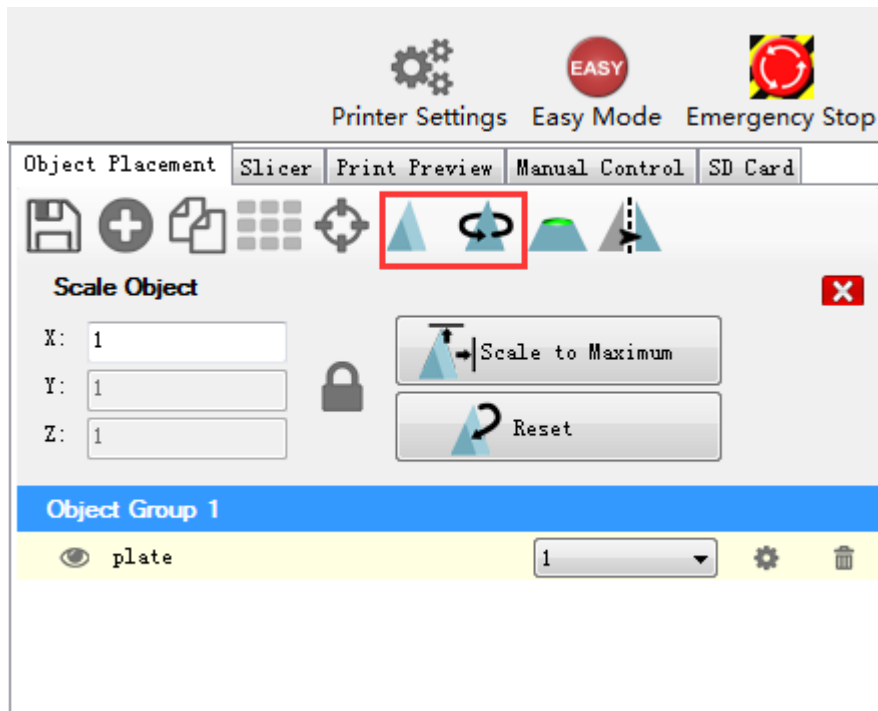 EASY
Printer Settings Easy Mode Emergency Stop
Object Placement Slicer Print Preview Manual Control SD Card
Scale Object
X: 1
Scale to Maximum
Y: 1
Z: 1
Reset
Object Group 1
plate 1